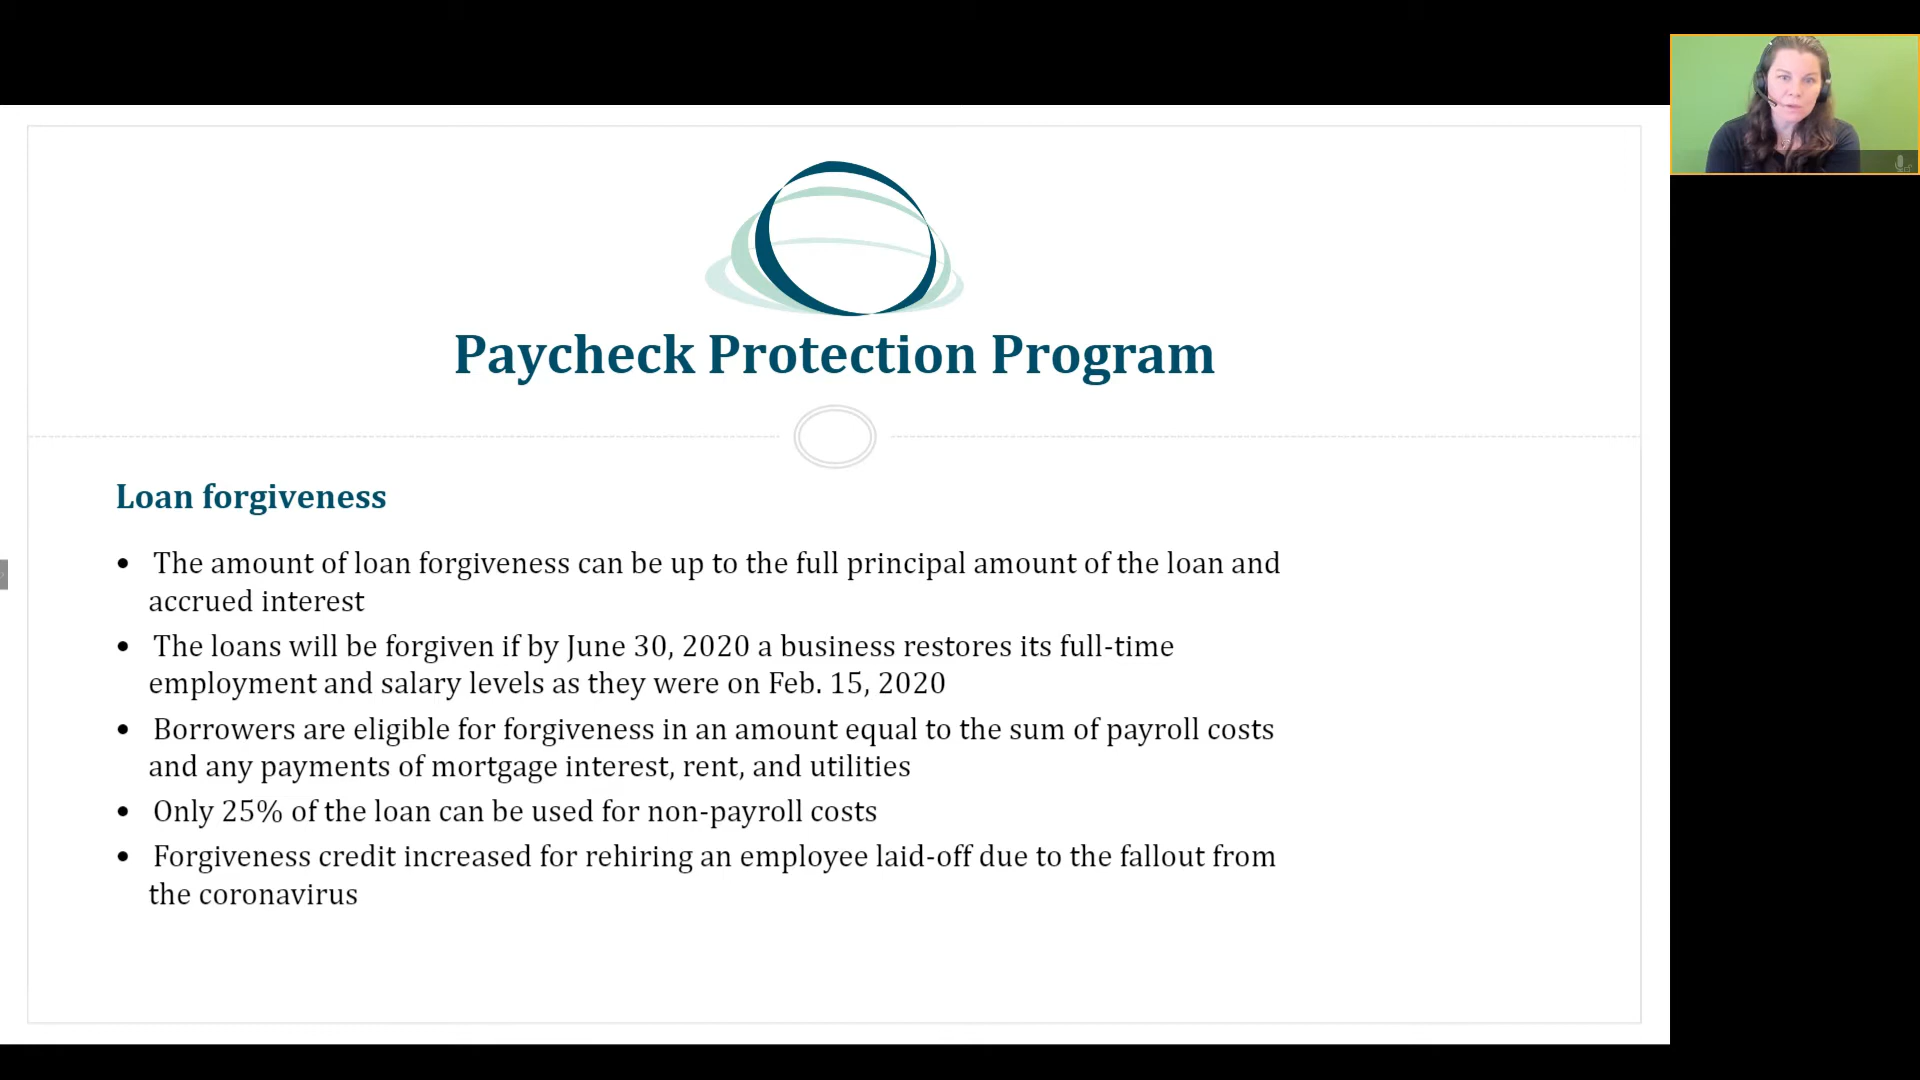 Paycheck Protection Program
Loan forgiveness
• The amount of loan forgiveness can be up to the full principal amount of the loan and
accrued interest
• The loans will be forgiven if by June 30, 2020 a business restores its full-time
employment and salary levels as they were on Feb. 15, 2020
• Borrowers are eligible for forgiveness in an amount equal to the sum of payroll costs
and any payments of mortgage interest, rent, and utilities
• Only 25% of the loan can be used for non-payroll costs
• Forgiveness credit increased for rehiring an employee laid-off due to the fallout from
the coronavirus